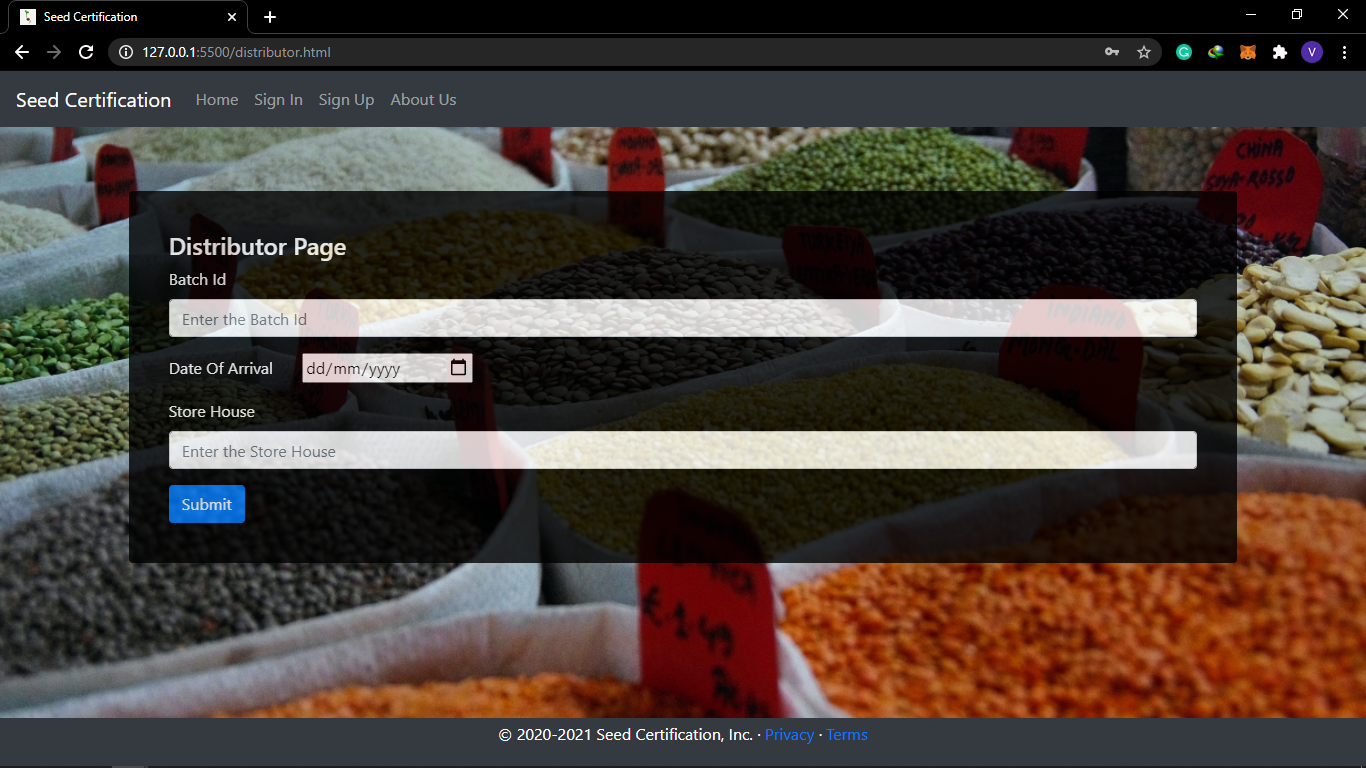 Seed Certification
127.0.0.1:5500/distributor.html
V
Seed Certification Home Sign In Sign Up About Us
CHINA
SOYA-ROSSO
Distributor Page
Batch Id
Enter the Batch Id
Date Of Arrival dd/mm/yyyy
Store House
Enter the Store House
Submit
£1.49
© 2020-2021 Seed Certification, Inc. · Privacy · Terms